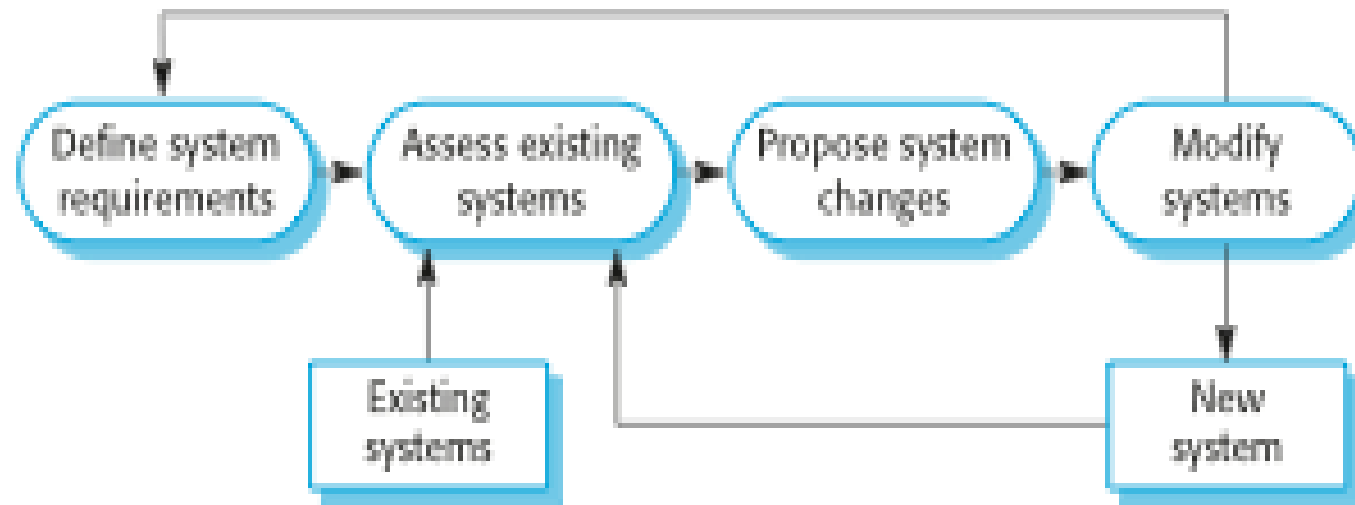 Define system
requirements
Assess existing
systems
Propose system
changes
Modify
systems
Existing
systems
New
system